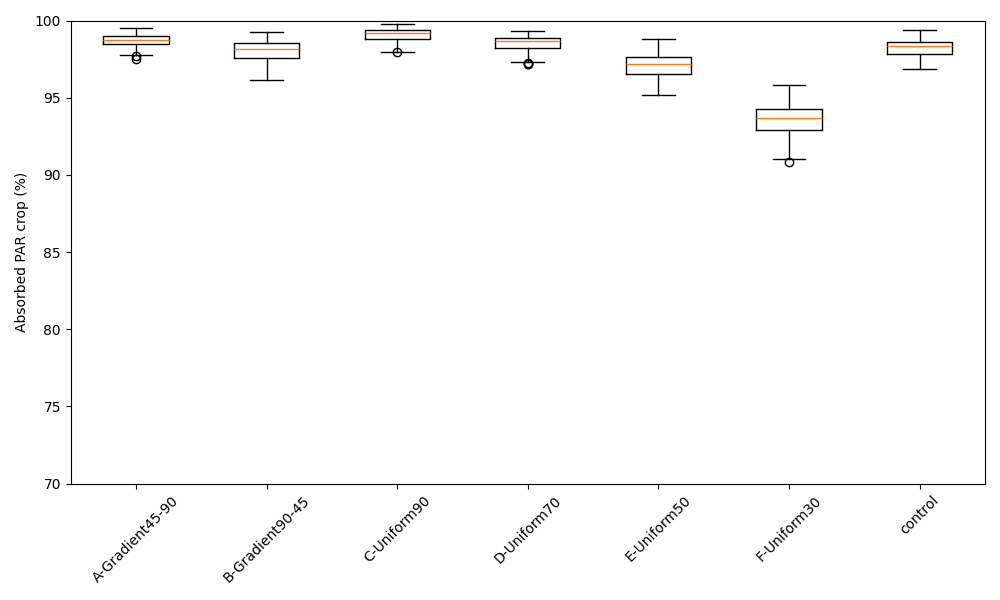 Absorbed PAR crop (%)
100
95
90
85
80
75
70
A-Gradient45-90
B-Gradient90-45
C-Uniform90
D-Uniform70
E-Uniform50
F-Uniform30
control